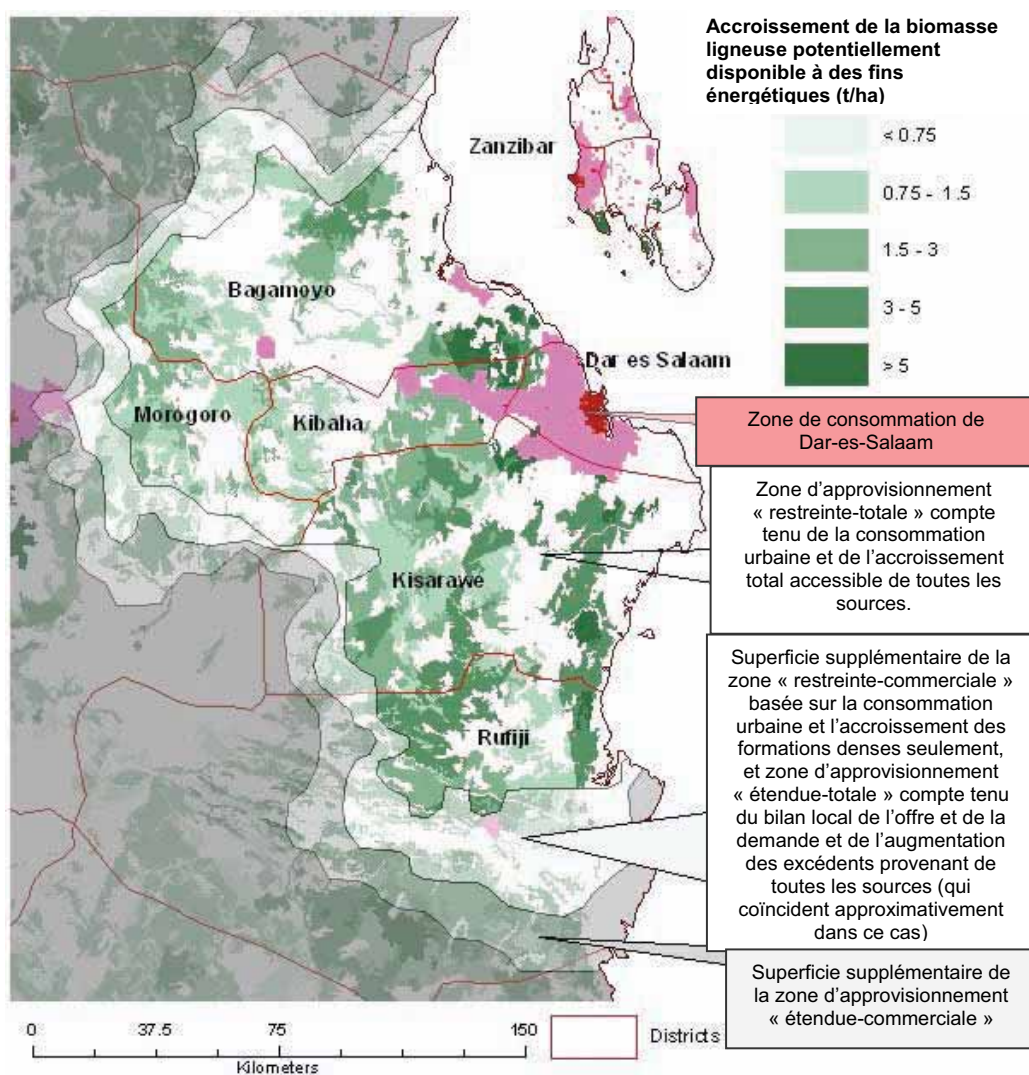 Accroissement de la biomasse
ligneuse potentiellement
disponible à des fins
énergétiques (t/ha)
< 0.75
0.75 - 1.5
1.5 - 3
3 - 5
> 5
Zanzibar
Bagamoyo
Dar es Salaam
Morogoro
Kibaha
Kisarawe
Rufiji
Zone de consommation de
Dar-es-Salaam
Zone d’approvisionnement
« restreinte-totale » compte
tenu de la consommation
urbaine et de l’accroissement
total accessible de toutes les
sources.
Superficie supplémentaire de la
zone « restreinte-commerciale »
basée sur la consommation
urbaine et l’accroissement des
formations denses seulement,
et zone d’approvisionnement
« étendue-totale » compte tenu
du bilan local de l’offre et de la
demande et de l’augmentation
des excédents provenant de
toutes les sources (qui
coïncident approximativement
dans ce cas)
Superficie supplémentaire de
la zone d’approvisionnement
« étendue-commerciale »
0 37.5 75 150
Kilometers
Districts